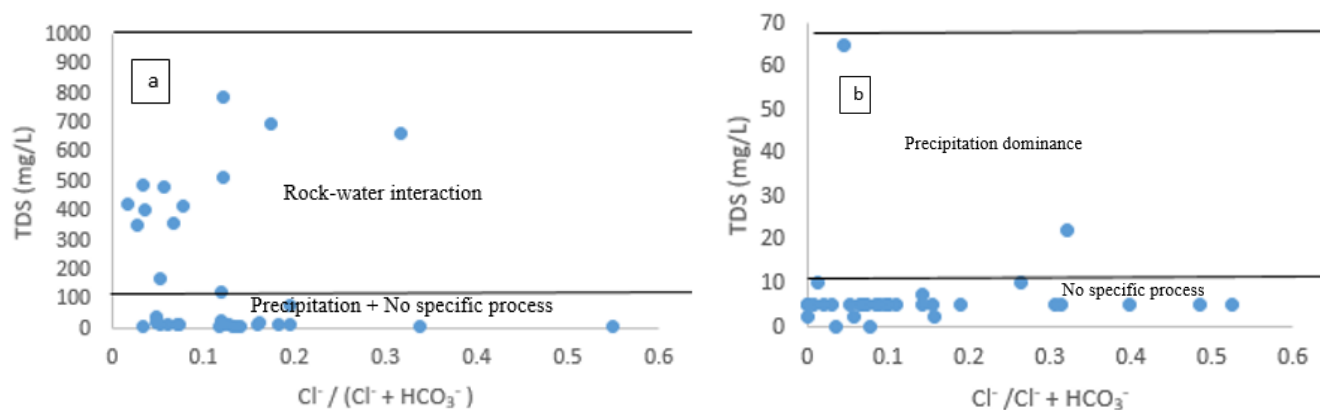 1000
900
800
700
600
500
400
300
200
100
0
TDS (mg/L)
a
Rock-water interaction
Precipitation + No specific process
0 0.1 0.2 0.3 0.4 0.5 0.6
Cl⁻ / (Cl⁻ + HCO₃⁻ )
70
60
50
40
30
20
10
0
TDS (mg/L)
b
Precipitation dominance
No specific process
0 0.1 0.2 0.3 0.4 0.5 0.6
Cl⁻ /Cl⁻ + HCO₃⁻